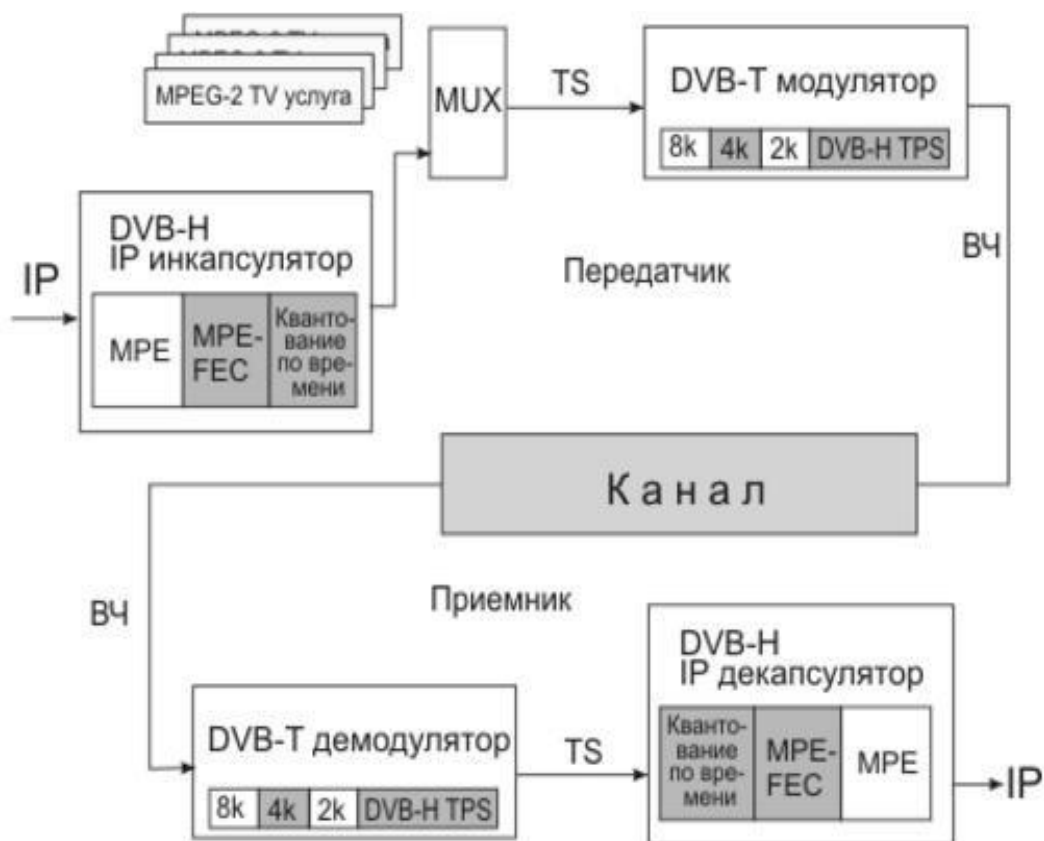 MPEG-2 TV услуга
MUX
TS
DVB-T модулятор
8k 4k 2k DVB-H TPS
DVB-H
IP инкапсулятор
IP
MPE
MPE-
FEC
Кванто-
вание
по вре-
мени
Передатчик
ВЧ
Канал
ВЧ
Приемник
DVB-T демодулятор
8k 4k 2k DVB-H TPS
TS
DVB-H
IP декапсулятор
Кванто-
вание
по вре-
мени
MPE-
FEC
MPE
IP